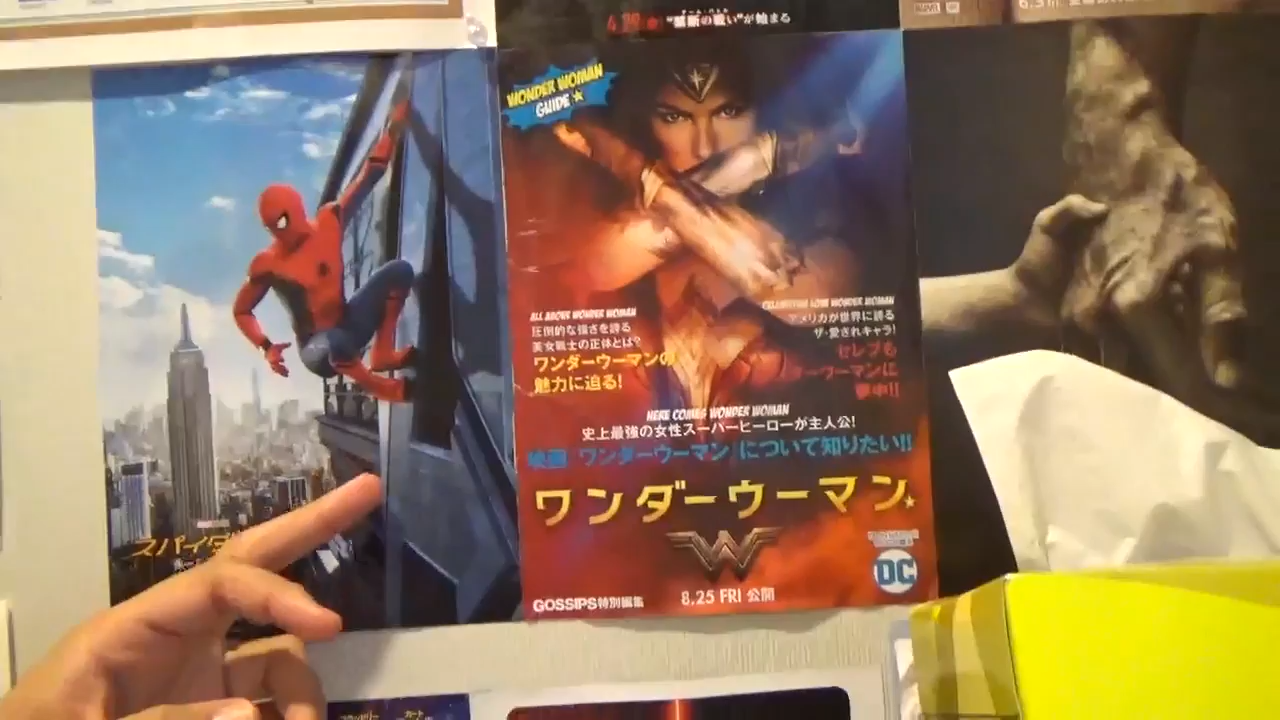 "禁断の戦い"が始まる
MARVEL
WONDER WOMAN
GUIDE★
ALL ABOUT WONDER WOMAN
圧倒的な強さを誇る
美女戦士の正体とは?
ワンダーウーマンの
魅力に迫る!
CELEBRITIES LOVE WONDER WOMAN
アメリカが世界に誇る
ザ・愛されキャラ!
セレブも
ウーマンに
夢中!!
HERE COMES WONDER WOMAN
史上最強の女性スーパーヒーローが主人公!
映画「ワンダーウーマン」について知りたい!!
ワンダーウーマン
DC
GOSSIPS特別編集
8.25 FRI 公開
スパイダ